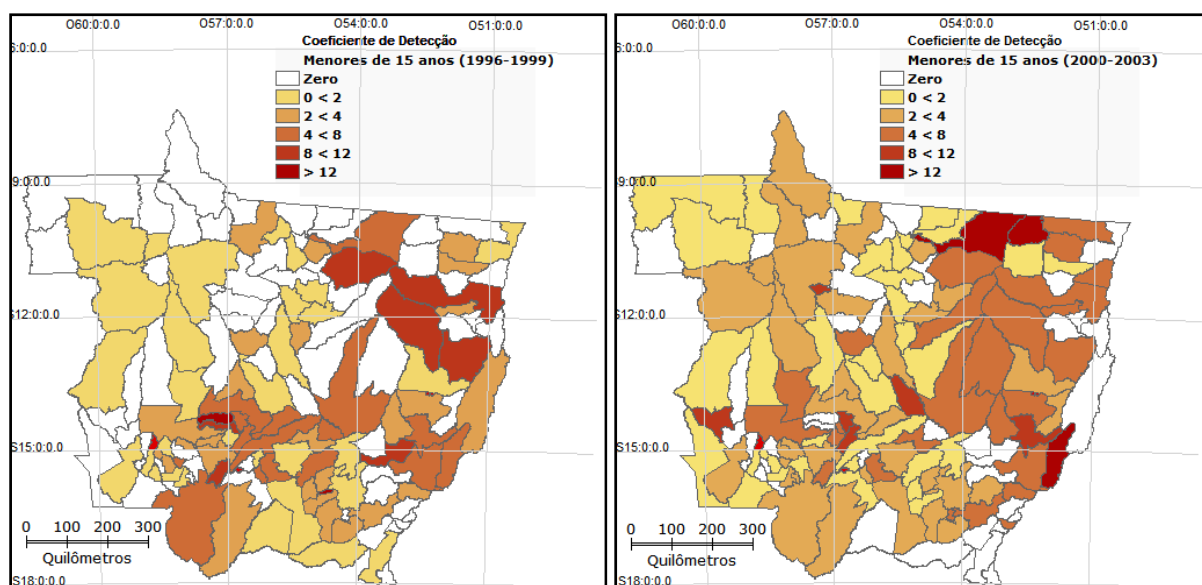 O60:0:0.0 O57:0:0.0 O54:0:0.0 O51:0:0.0
6:0:0.0
Coeficiente de Detecção
Menores de 15 anos (1996-1999)
Zero
0 < 2
2 < 4
4 < 8
8 < 12
> 12
9:0:0.0
S12:0:0.0
S15:0:0.0
0 100 200 300
Quilômetros
S18:0:0.0
O60:0:0.0 O57:0:0.0 O54:0:0.0 O51:0:0.0
6:0:0.0
Coeficiente de Detecção
Menores de 15 anos (2000-2003)
Zero
0 < 2
2 < 4
4 < 8
8 < 12
> 12
9:0:0.0
S12:0:0.0
S15:0:0.0
0 100 200 300
Quilômetros
S18:0:0.0